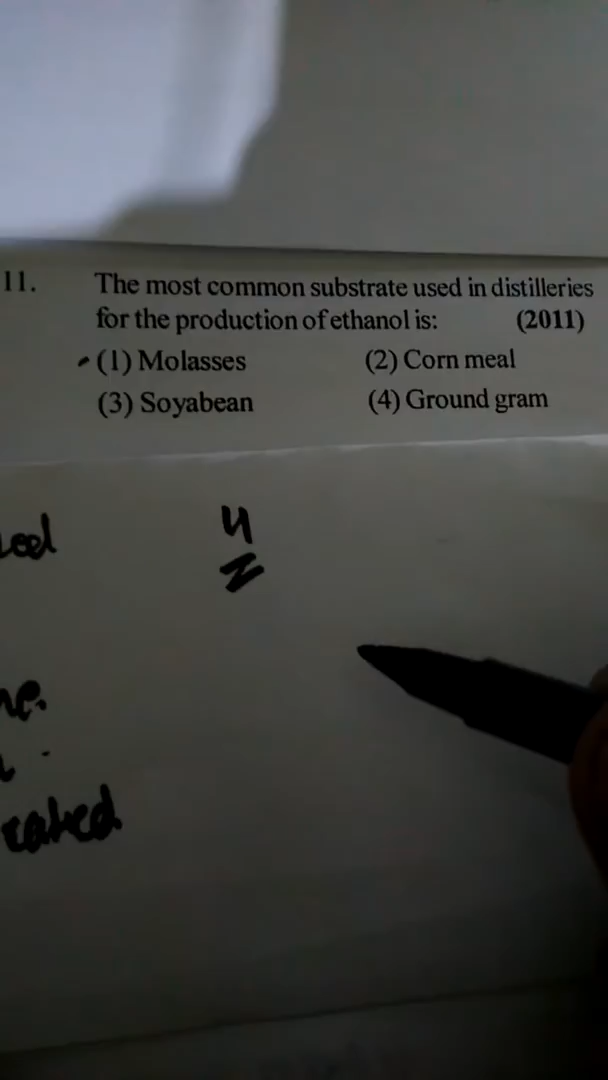 11. The most common substrate used in distilleries
for the production of ethanol is: (2011)
(1) Molasses (2) Corn meal
(3) Soyabean (4) Ground gram
4